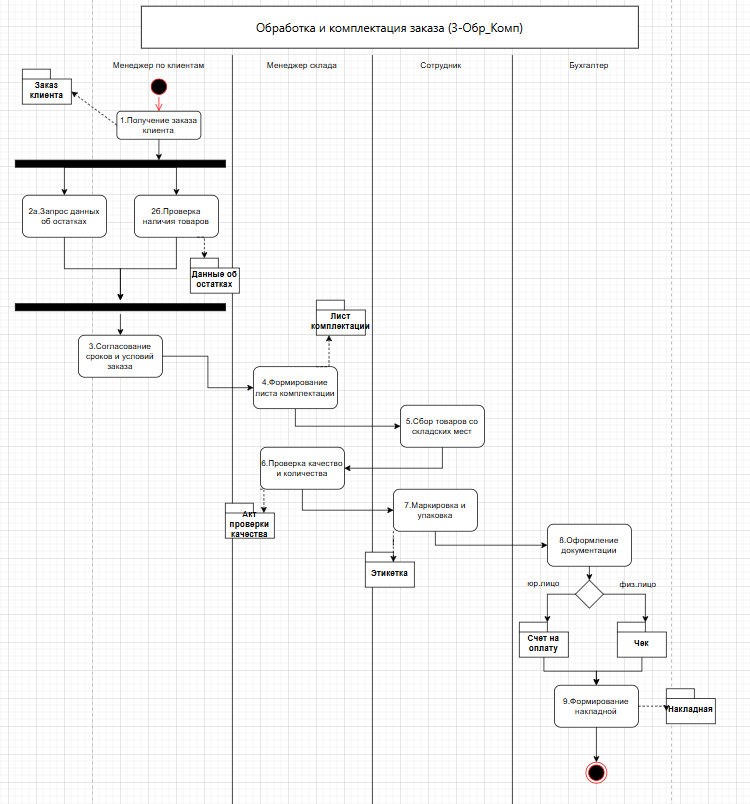 Обработка и комплектация заказа (3-Обр_Комп)
Менеджер по клиентам
Менеджер склада
Сотрудник
Бухгалтер
Заказ
клиента
1.Получение заказа
клиента
2а.Запрос данных
об остатках
2б.Проверка
наличия товаров
Данные об
остатках
Лист
комплектации
3.Согласование
сроков и условий
заказа
4.Формирование
листа комплектации
5.Сбор товаров со
складских мест
6.Проверка качество
и количества
7.Маркировка и
упаковка
Акт
проверки
качества
8.Оформление
документации
Этикетка
юр.лицо
физ.лицо
Счет на
оплату
Чек
9.Формирование
накладной
Накладная